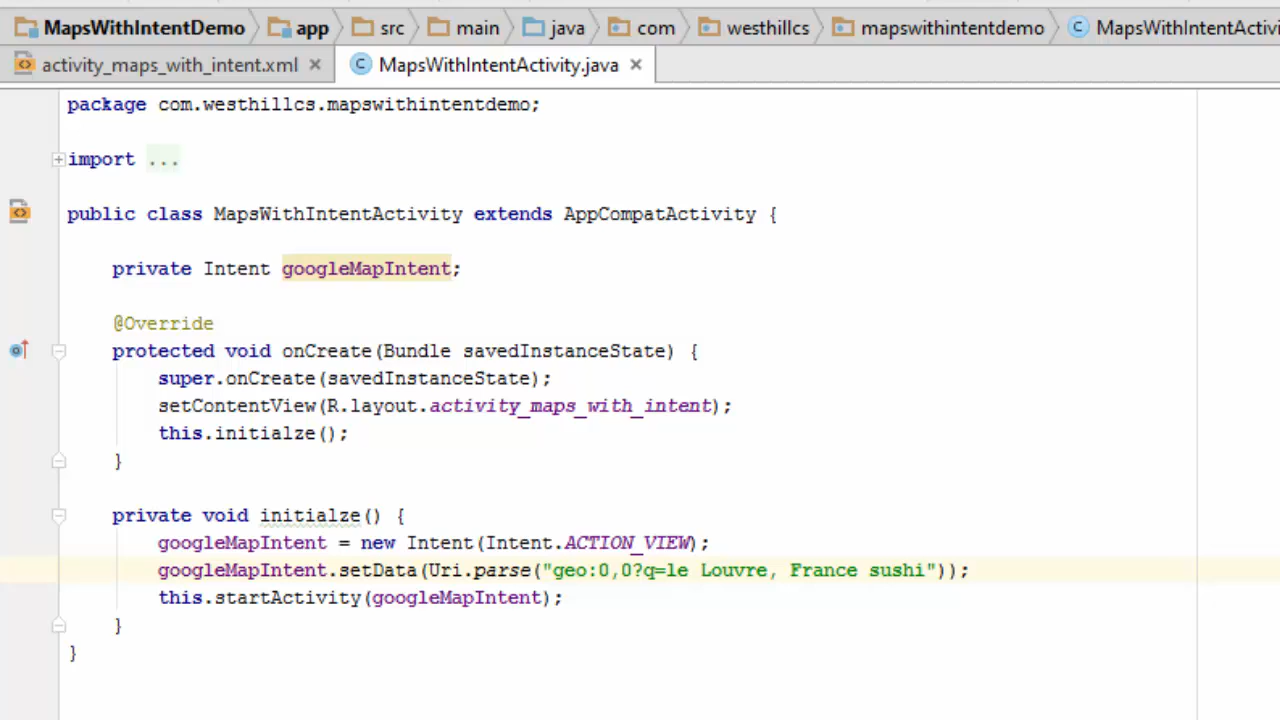 MapsWithIntentDemo app src main java com westhillcs mapswithintentdemo MapsWithIntentActivi
activity_maps_with_intent.xml MapsWithIntentActivity.java
package com.westhillcs.mapswithintentdemo;
import ...
public class MapsWithIntentActivity extends AppCompatActivity {
private Intent googleMapIntent;
@Override
protected void onCreate(Bundle savedInstanceState) {
super.onCreate(savedInstanceState);
setContentView(R.layout.activity_maps_with_intent);
this.initialze();
}
private void initialze() {
googleMapIntent = new Intent(Intent.ACTION_VIEW);
googleMapIntent.setData(Uri.parse("geo:0,0?q=le Louvre, France sushi"));
this.startActivity(googleMapIntent);
}
}